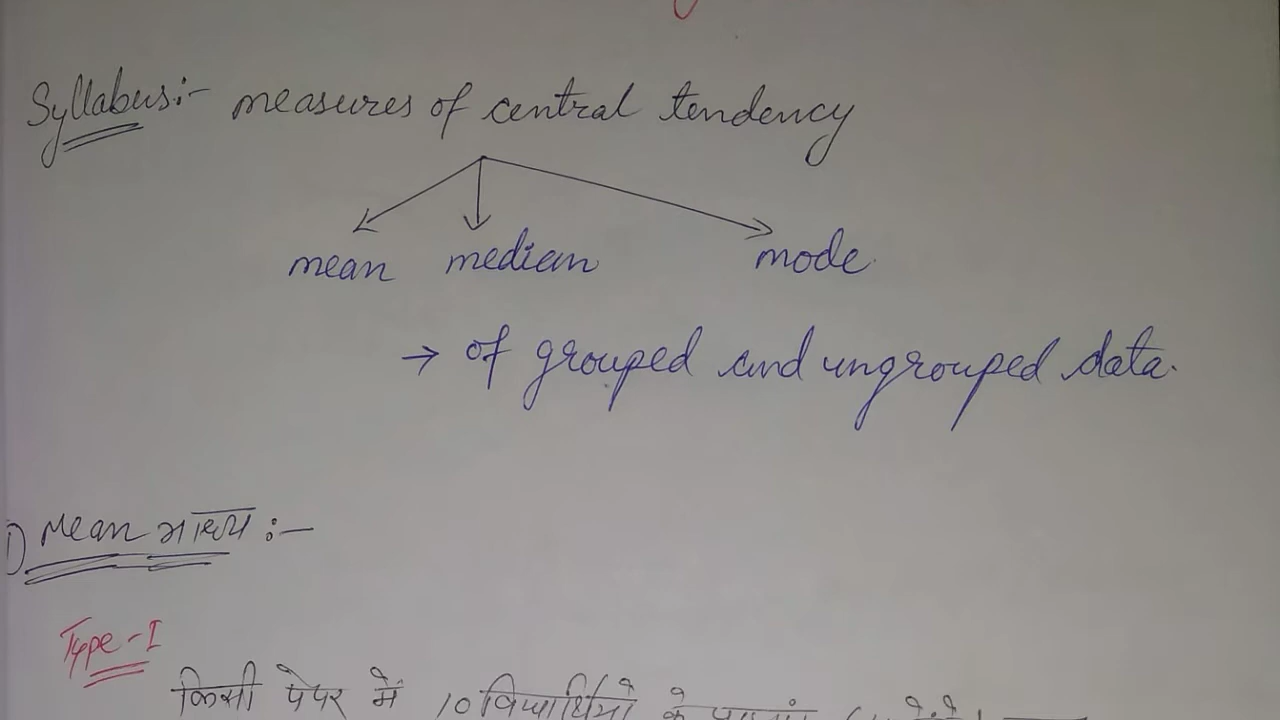 Syllabus:- measures of central tendency
mean median mode
→ of grouped and ungrouped data.
1) Mean माध्य :-
Type-I
किसी पेपर में 10 विद्यार्थियों के